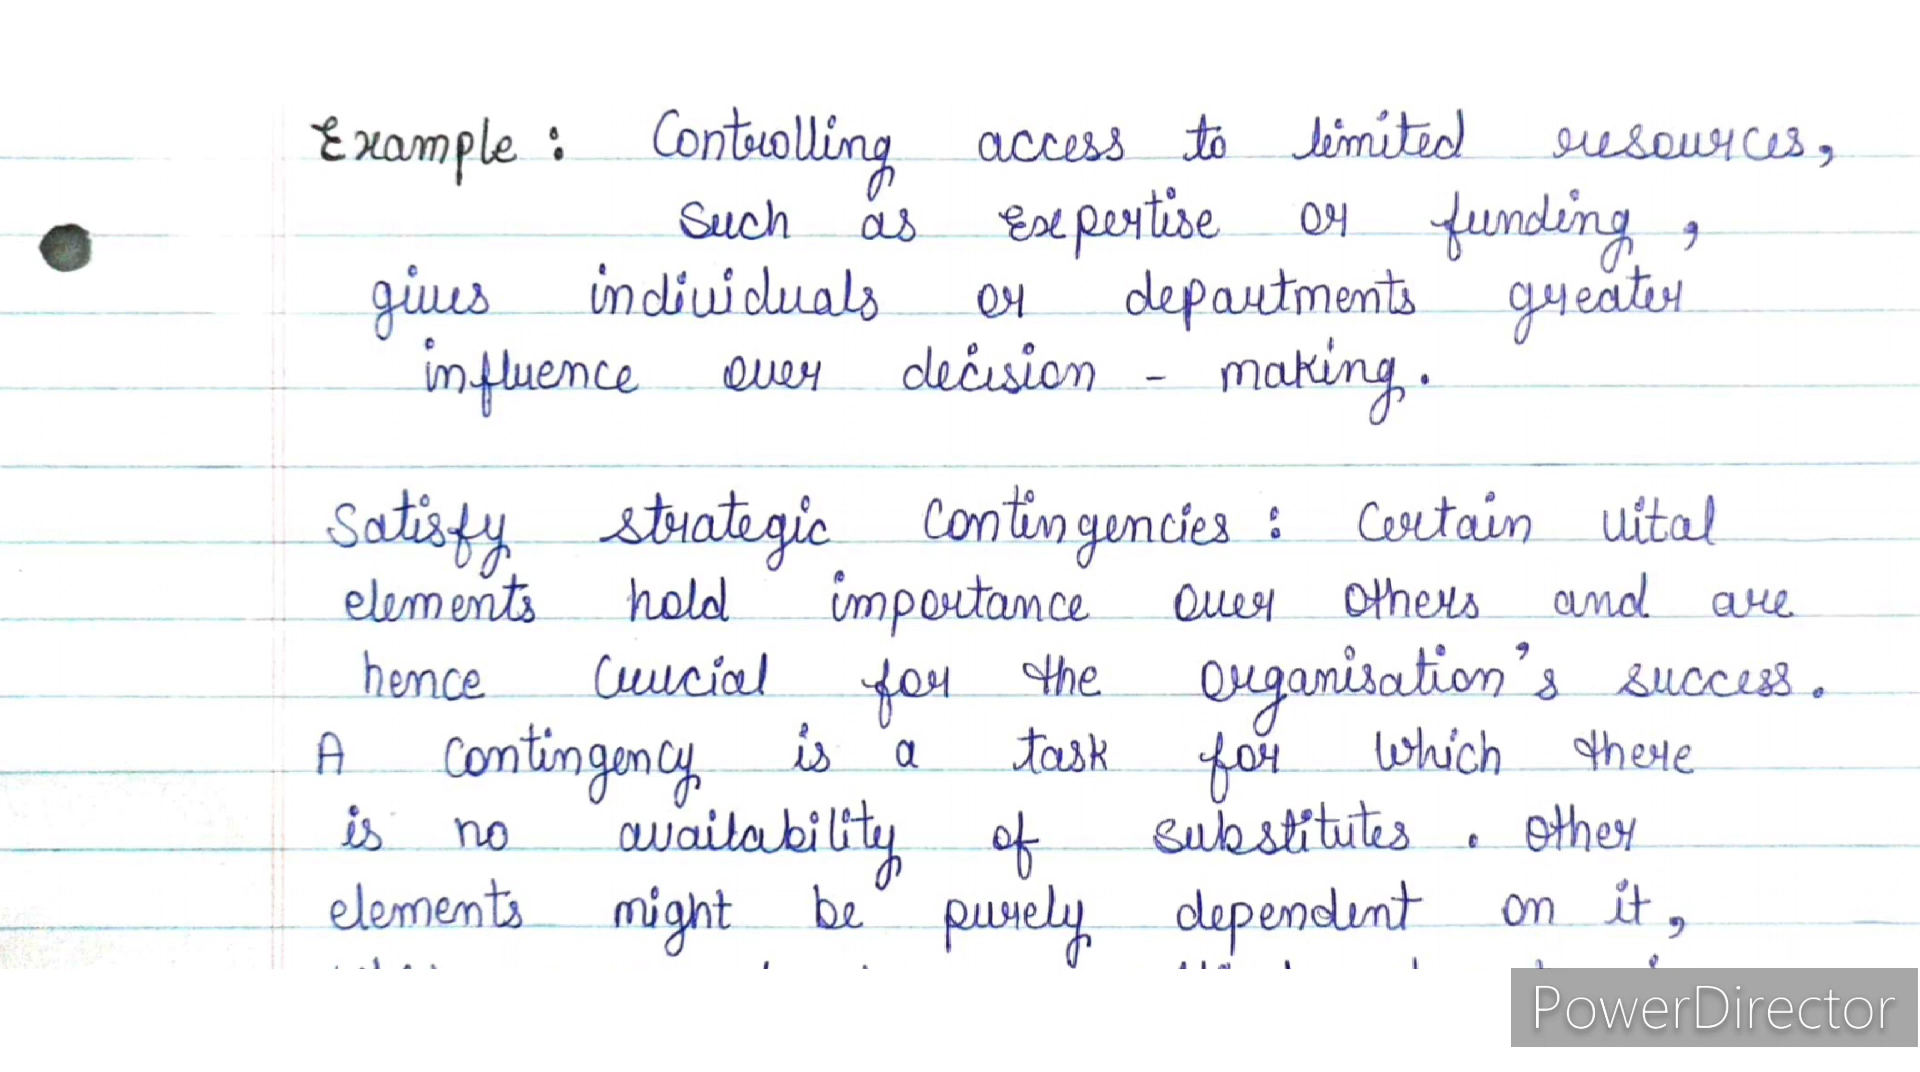 Example : Controlling access to limited resources,
such as expertise or funding ,
gives individuals or departments greater
influence over decision - making.
Satisfy strategic contingencies : Certain vital
elements hold importance over others and are
hence crucial for the organisation's success.
A contingency is a task for which there
is no availability of substitutes . Other
elements might be purely dependent on it ,
PowerDirector